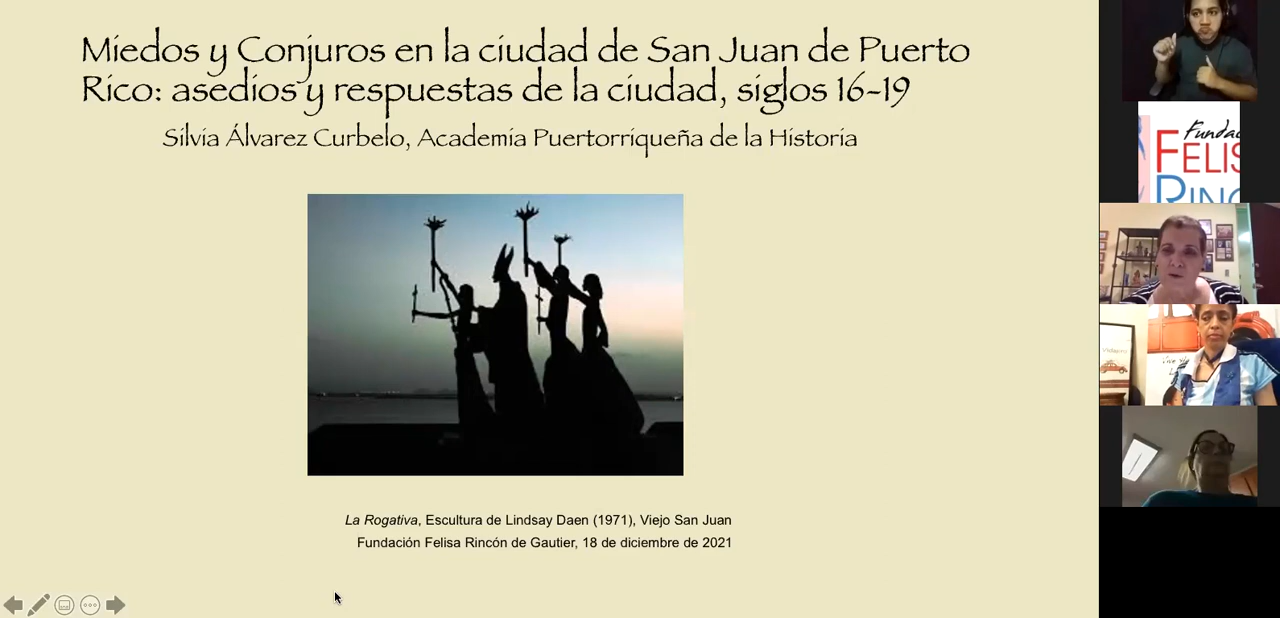 Miedos y Conjuros en la ciudad de San Juan de Puerto
Rico: asedios y respuestas de la ciudad, siglos 16-19
Silvia Álvarez Curbelo, Academia Puertorriqueña de la Historia
La Rogativa, Escultura de Lindsay Daen (1971), Viejo San Juan
Fundación Felisa Rincón de Gautier, 18 de diciembre de 2021
Fundac
FELIS
RINC